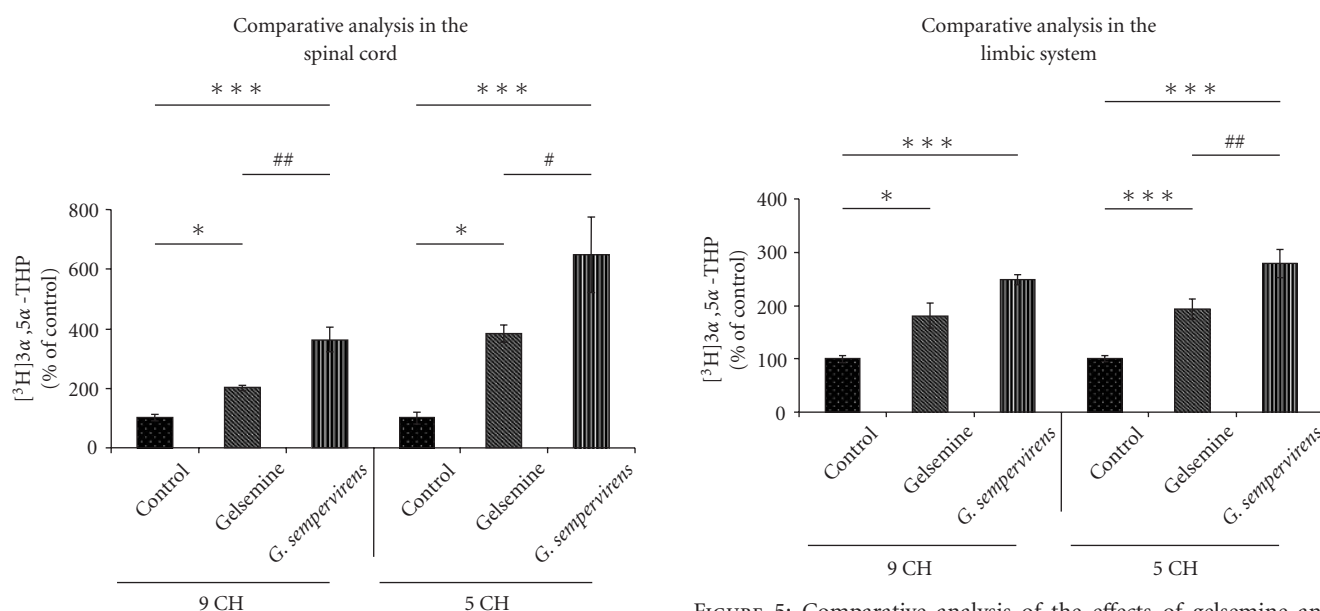 Comparative analysis in the
spinal cord
∗ ∗ ∗
∗ ∗ ∗
##
#
∗
∗
800
600
400
200
0
[³H]3α,5α-THP
(% of control)
Control
Gelsemine
G. sempervirens
Control
Gelsemine
G. sempervirens
9 CH
5 CH
Comparative analysis in the
limbic system
∗ ∗ ∗
∗ ∗ ∗
##
∗
∗ ∗ ∗
400
300
200
100
0
[³H]3α,5α-THP
(% of control)
Control
Gelsemine
G. sempervirens
Control
Gelsemine
G. sempervirens
9 CH
5 CH
FIGURE 5: Comparative analysis of the effects of gelsemine an